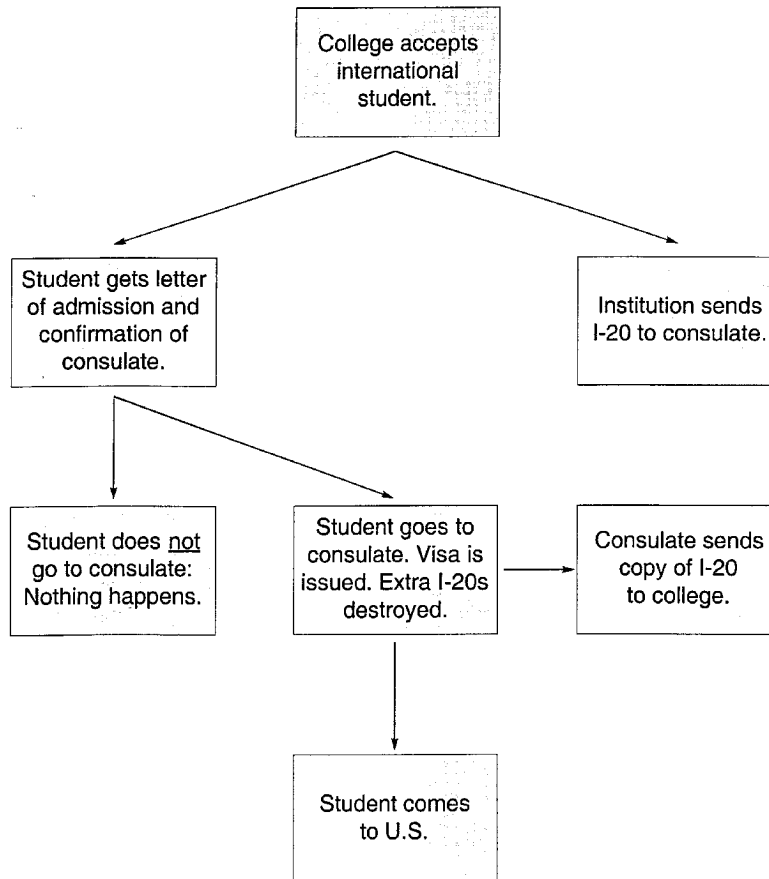 College accepts
international
student.
Student gets letter
of admission and
confirmation of
consulate.
Institution sends
I-20 to consulate.
Student does not
go to consulate:
Nothing happens.
Student goes to
consulate. Visa is
issued. Extra I-20s
destroyed.
Consulate sends
copy of I-20
to college.
Student comes
to U.S.